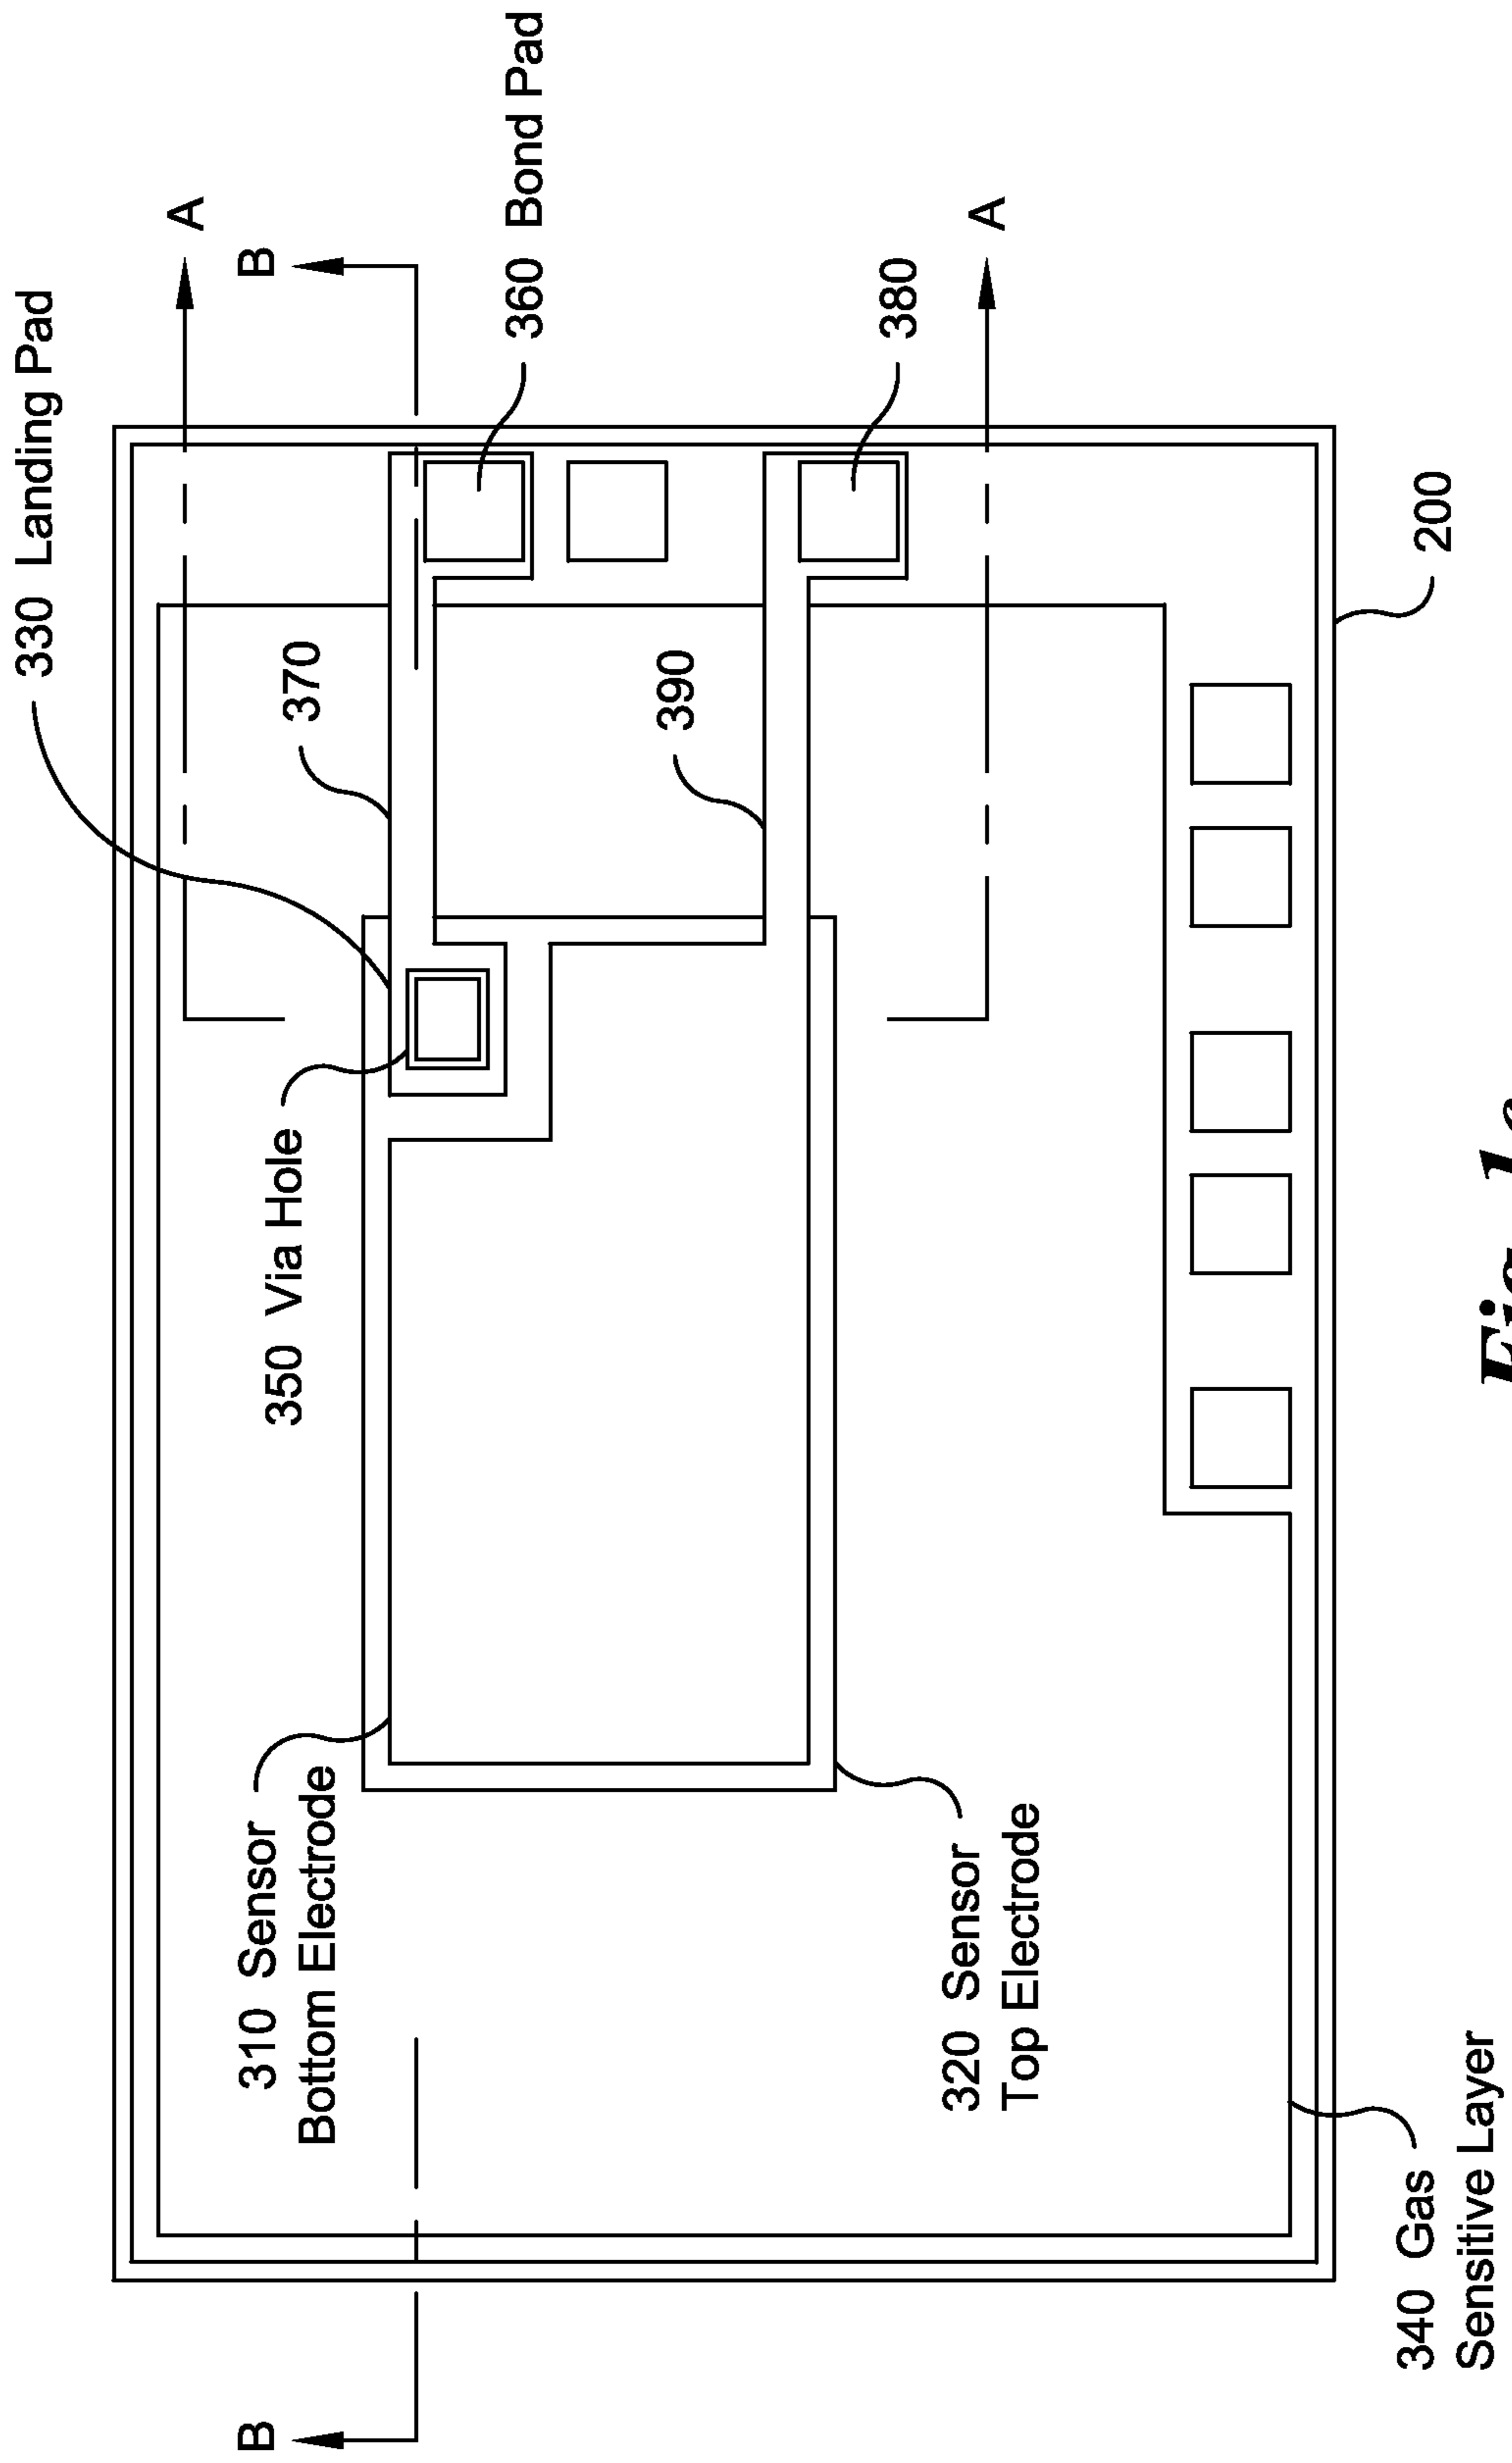 330 Landing Pad
A
B
360 Bond Pad
370
390
380
A
200
350 Via Hole
310 Sensor
Bottom Electrode
320 Sensor
Top Electrode
B
340 Gas
Sensitive Layer